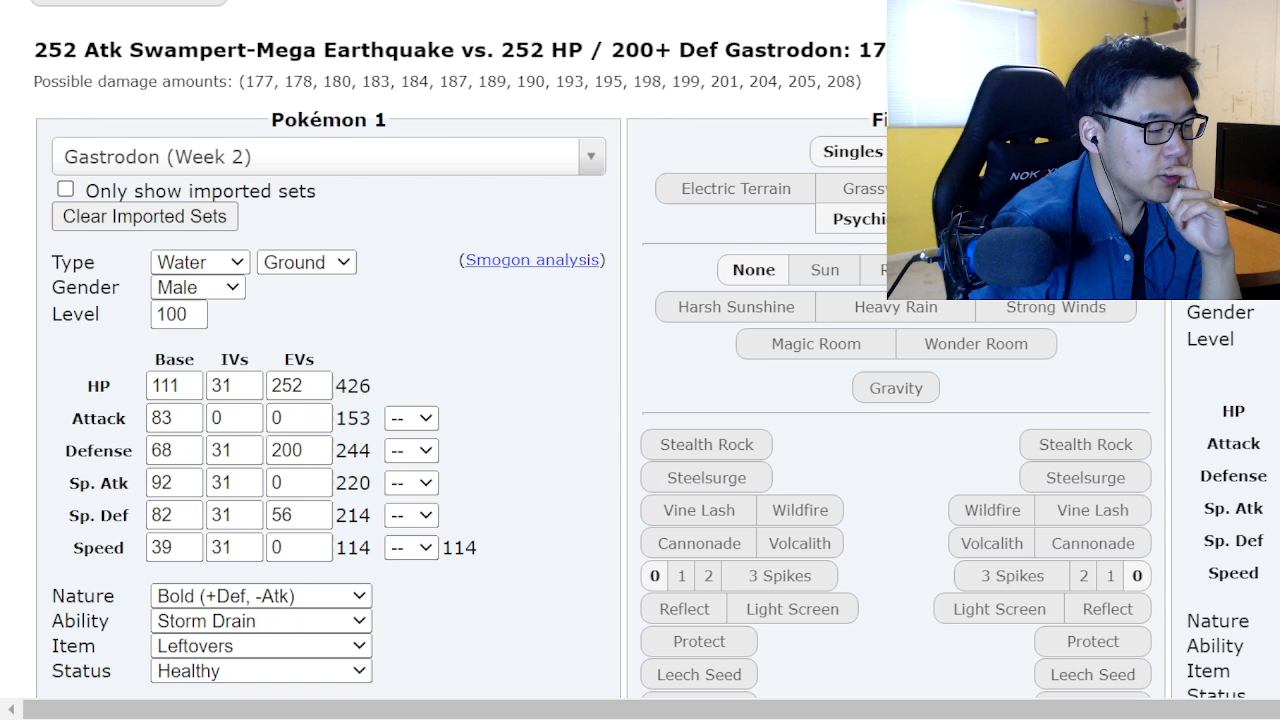 252 Atk Swampert-Mega Earthquake vs. 252 HP / 200+ Def Gastrodon: 17
Possible damage amounts: (177, 178, 180, 183, 184, 187, 189, 190, 193, 195, 198, 199, 201, 204, 205, 208)
Pokémon 1
Gastrodon (Week 2)
Only show imported sets
Clear Imported Sets
Type Water Ground (Smogon analysis)
Gender Male
Level 100
Base IVs EVs
HP 111 31 252 426
Attack 83 0 0 153 --
Defense 68 31 200 244 --
Sp. Atk 92 31 0 220 --
Sp. Def 82 31 56 214 --
Speed 39 31 0 114 -- 114
Nature Bold (+Def, -Atk)
Ability Storm Drain
Item Leftovers
Status Healthy
Fi
Singles
Electric Terrain Grassy
Psychi
None Sun R
Harsh Sunshine Heavy Rain Strong Winds
Magic Room Wonder Room
Gravity
Stealth Rock Stealth Rock
Steelsurge Steelsurge
Vine Lash Wildfire Wildfire Vine Lash
Cannonade Volcalith Volcalith Cannonade
0 1 2 3 Spikes 3 Spikes 2 1 0
Reflect Light Screen Light Screen Reflect
Protect Protect
Leech Seed Leech Seed
Gender
Level
HP
Attack
Defense
Sp. Atk
Sp. Def
Speed
Nature
Ability
Item
Status